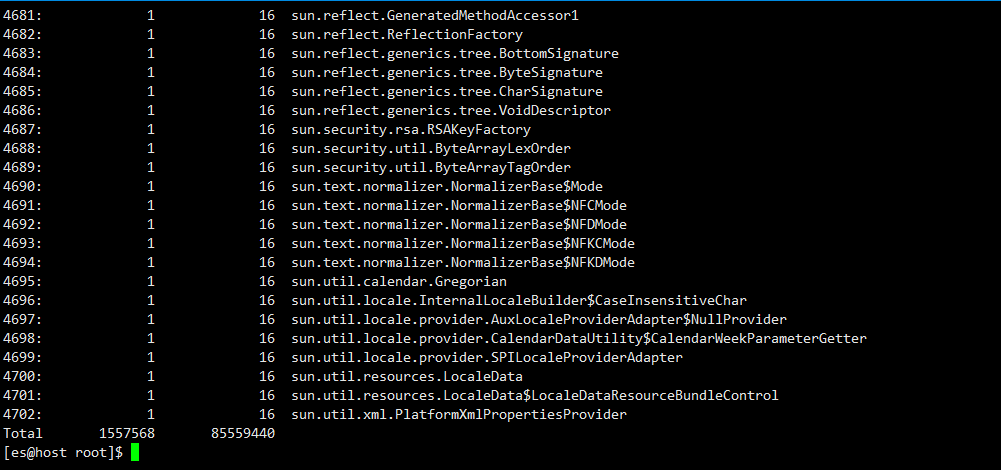 4681:             1             16  sun.reflect.GeneratedMethodAccessor1
4682:             1             16  sun.reflect.ReflectionFactory
4683:             1             16  sun.reflect.generics.tree.BottomSignature
4684:             1             16  sun.reflect.generics.tree.ByteSignature
4685:             1             16  sun.reflect.generics.tree.CharSignature
4686:             1             16  sun.reflect.generics.tree.VoidDescriptor
4687:             1             16  sun.security.rsa.RSAKeyFactory
4688:             1             16  sun.security.util.ByteArrayLexOrder
4689:             1             16  sun.security.util.ByteArrayTagOrder
4690:             1             16  sun.text.normalizer.NormalizerBase$Mode
4691:             1             16  sun.text.normalizer.NormalizerBase$NFCMode
4692:             1             16  sun.text.normalizer.NormalizerBase$NFDMode
4693:             1             16  sun.text.normalizer.NormalizerBase$NFKCMode
4694:             1             16  sun.text.normalizer.NormalizerBase$NFKDMode
4695:             1             16  sun.util.calendar.Gregorian
4696:             1             16  sun.util.locale.InternalLocaleBuilder$CaseInsensitiveChar
4697:             1             16  sun.util.locale.provider.AuxLocaleProviderAdapter$NullProvider
4698:             1             16  sun.util.locale.provider.CalendarDataUtility$CalendarWeekParameterGetter
4699:             1             16  sun.util.locale.provider.SPILocaleProviderAdapter
4700:             1             16  sun.util.resources.LocaleData
4701:             1             16  sun.util.resources.LocaleData$LocaleDataResourceBundleControl
4702:             1             16  sun.util.xml.PlatformXmlPropertiesProvider
Total       1557568       85559440
[es@host root]$